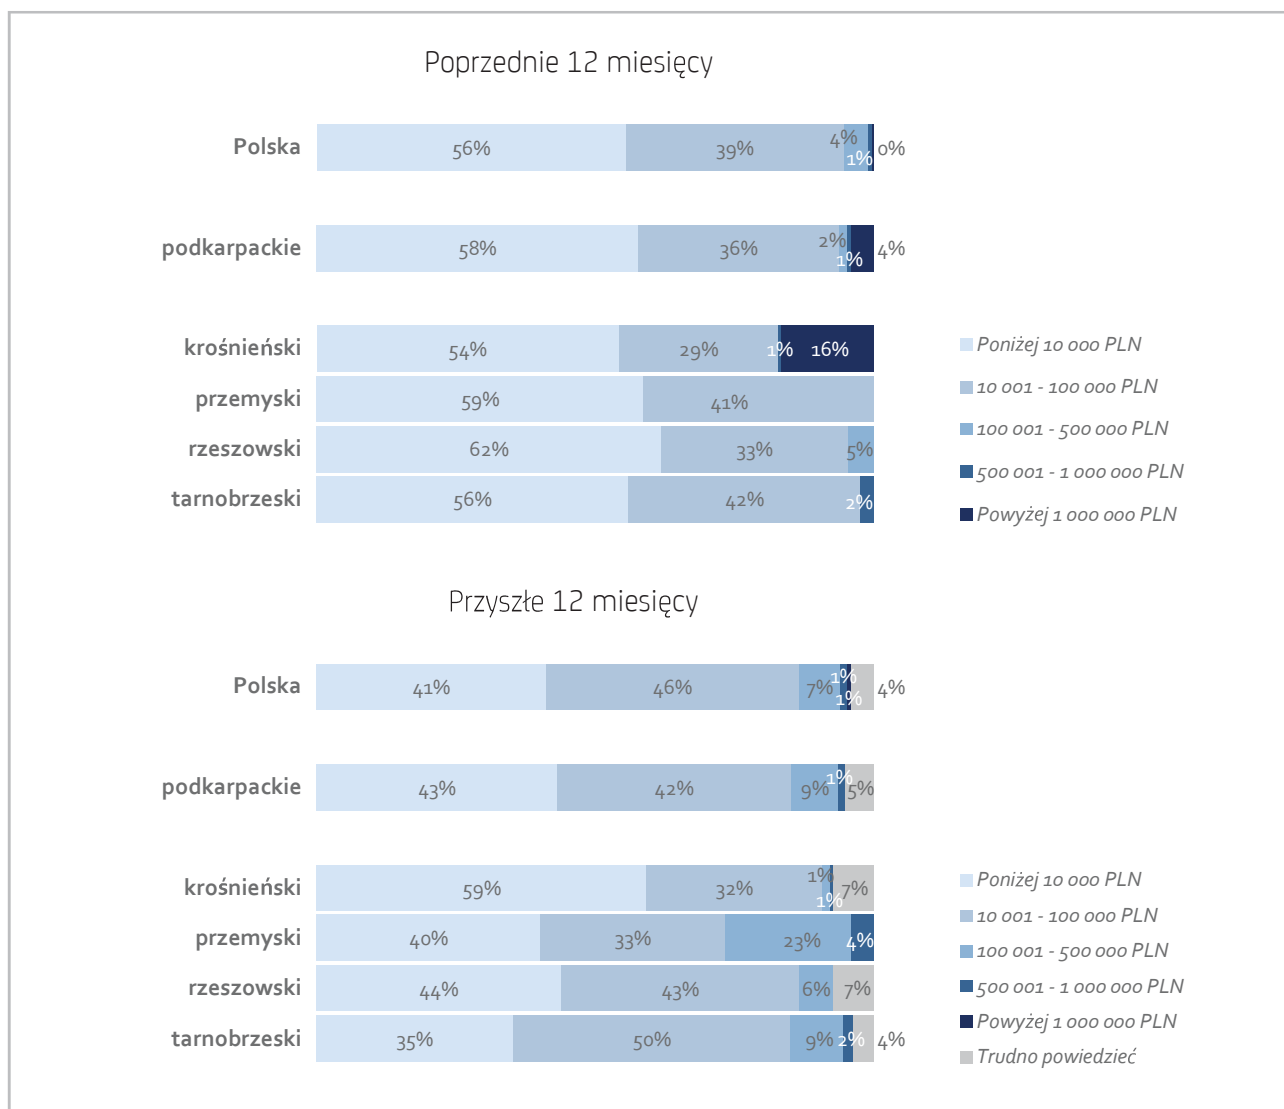 Poprzednie 12 miesięcy
Polska 56% 39% 4% 1% 0%
podkarpackie 58% 36% 2% 1% 4%
krośnieński 54% 29% 1% 16%
przemyski 59% 41%
rzeszowski 62% 33% 5%
tarnobrzeski 56% 42% 2%
Poniżej 10 000 PLN
10 001 - 100 000 PLN
100 001 - 500 000 PLN
500 001 - 1 000 000 PLN
Powyżej 1 000 000 PLN
Przyszłe 12 miesięcy
Polska 41% 46% 7% 1% 1% 4%
podkarpackie 43% 42% 9% 1% 5%
krośnieński 59% 32% 1% 1% 7%
przemyski 40% 33% 23% 4%
rzeszowski 44% 43% 6% 7%
tarnobrzeski 35% 50% 9% 2% 4%
Poniżej 10 000 PLN
10 001 - 100 000 PLN
100 001 - 500 000 PLN
500 001 - 1 000 000 PLN
Powyżej 1 000 000 PLN
Trudno powiedzieć